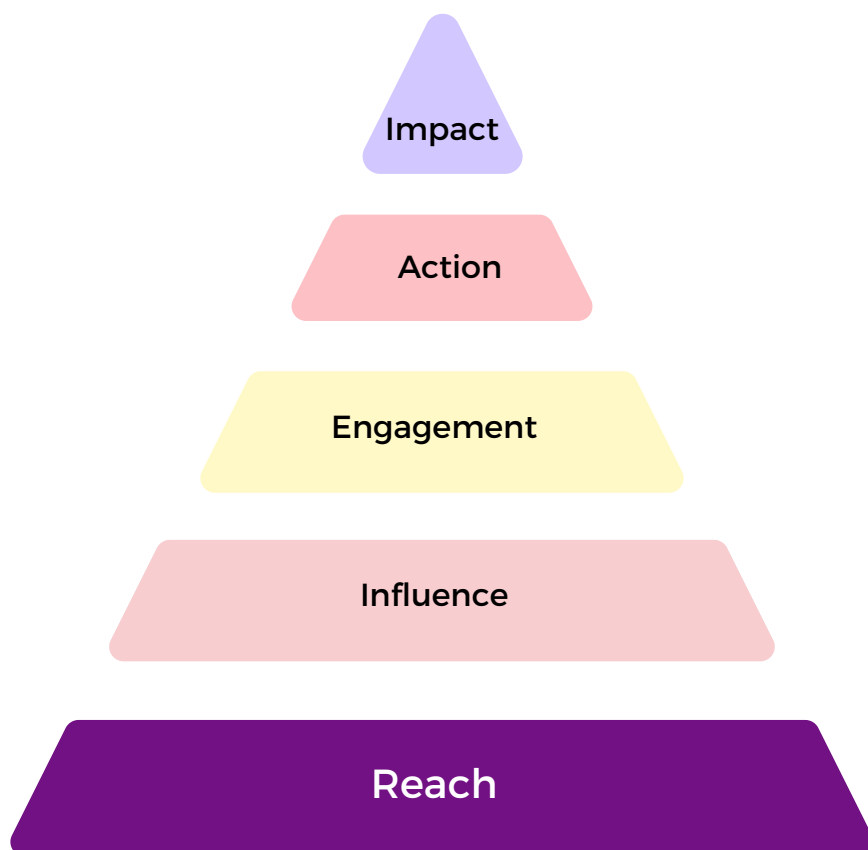 Impact
Action
Engagement
Influence
Reach